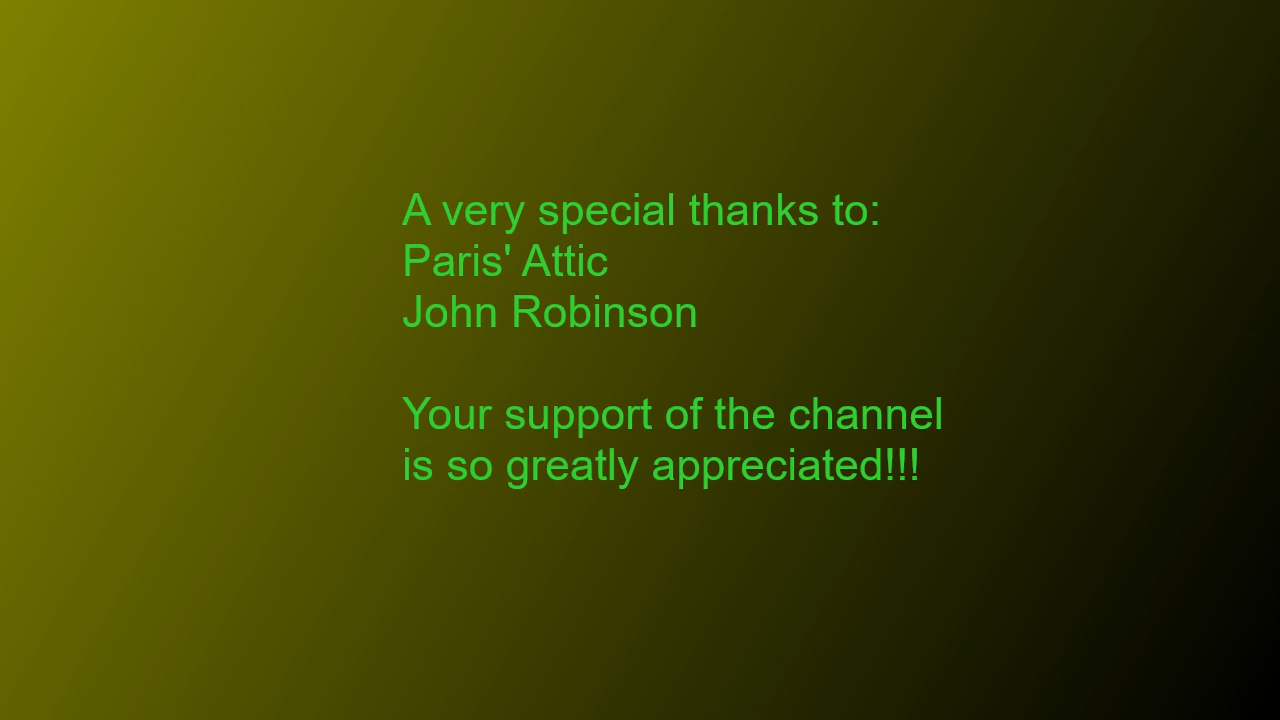 A very special thanks to:
Paris' Attic
John Robinson
Your support of the channel
is so greatly appreciated!!!